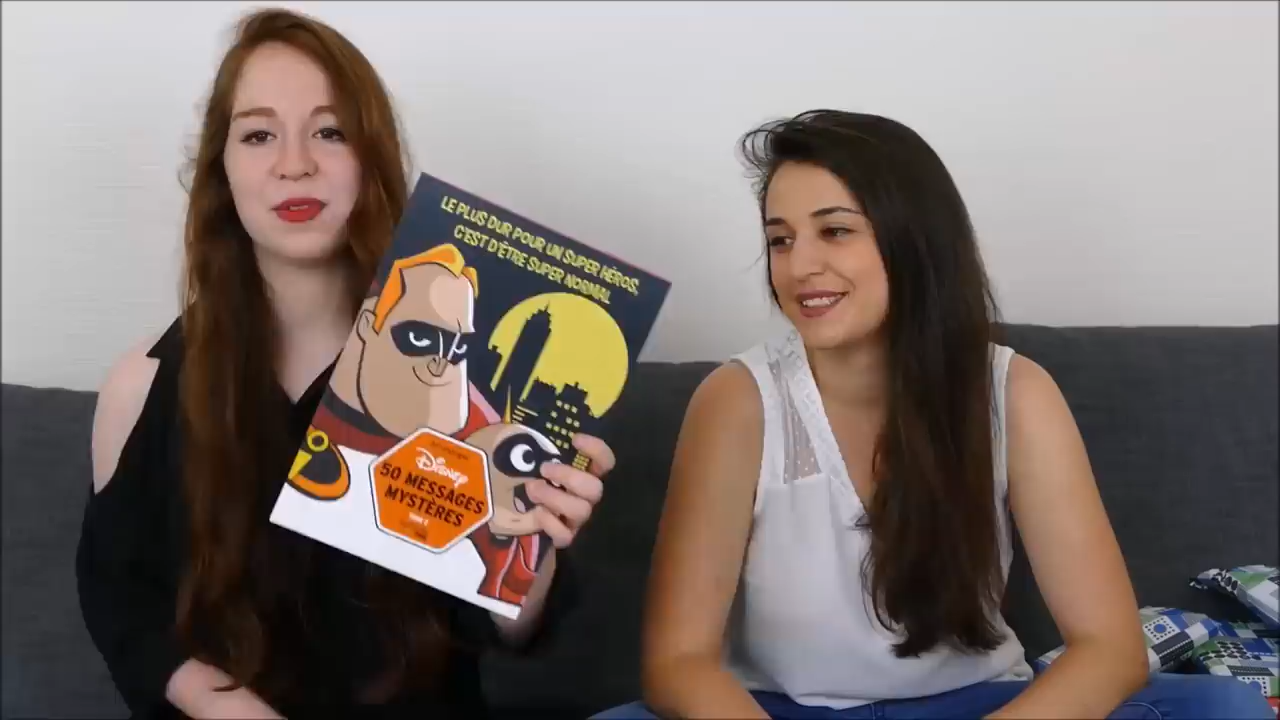 LE PLUS DUR POUR UN SUPER HÉROS,
C'EST D'ÊTRE SUPER NORMAL
Disney
50 MESSAGES
MYSTÈRES